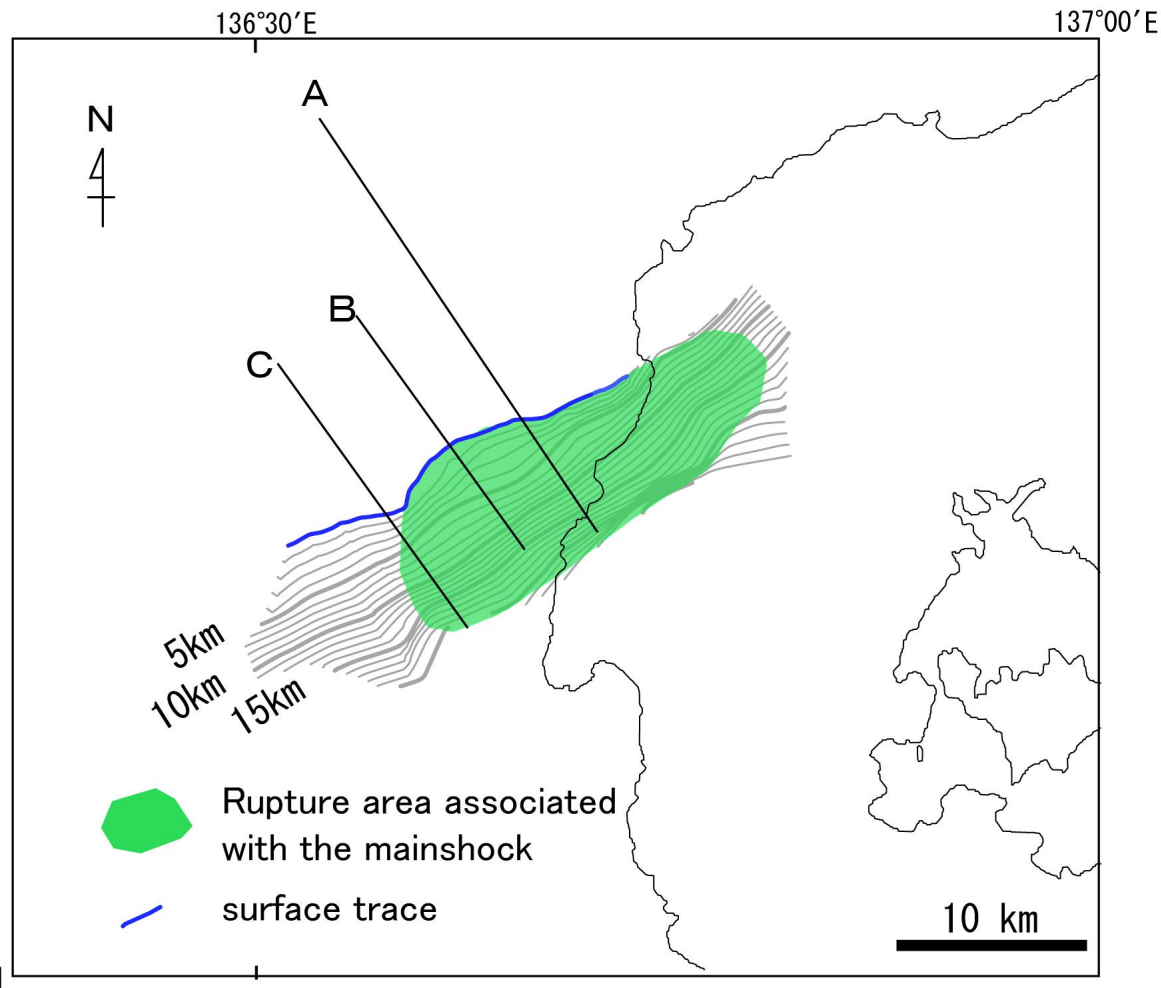 136°30′E
137°00′E
A
N
B
C
5km
10km
15km
Rupture area associated
with the mainshock
surface trace
10 km